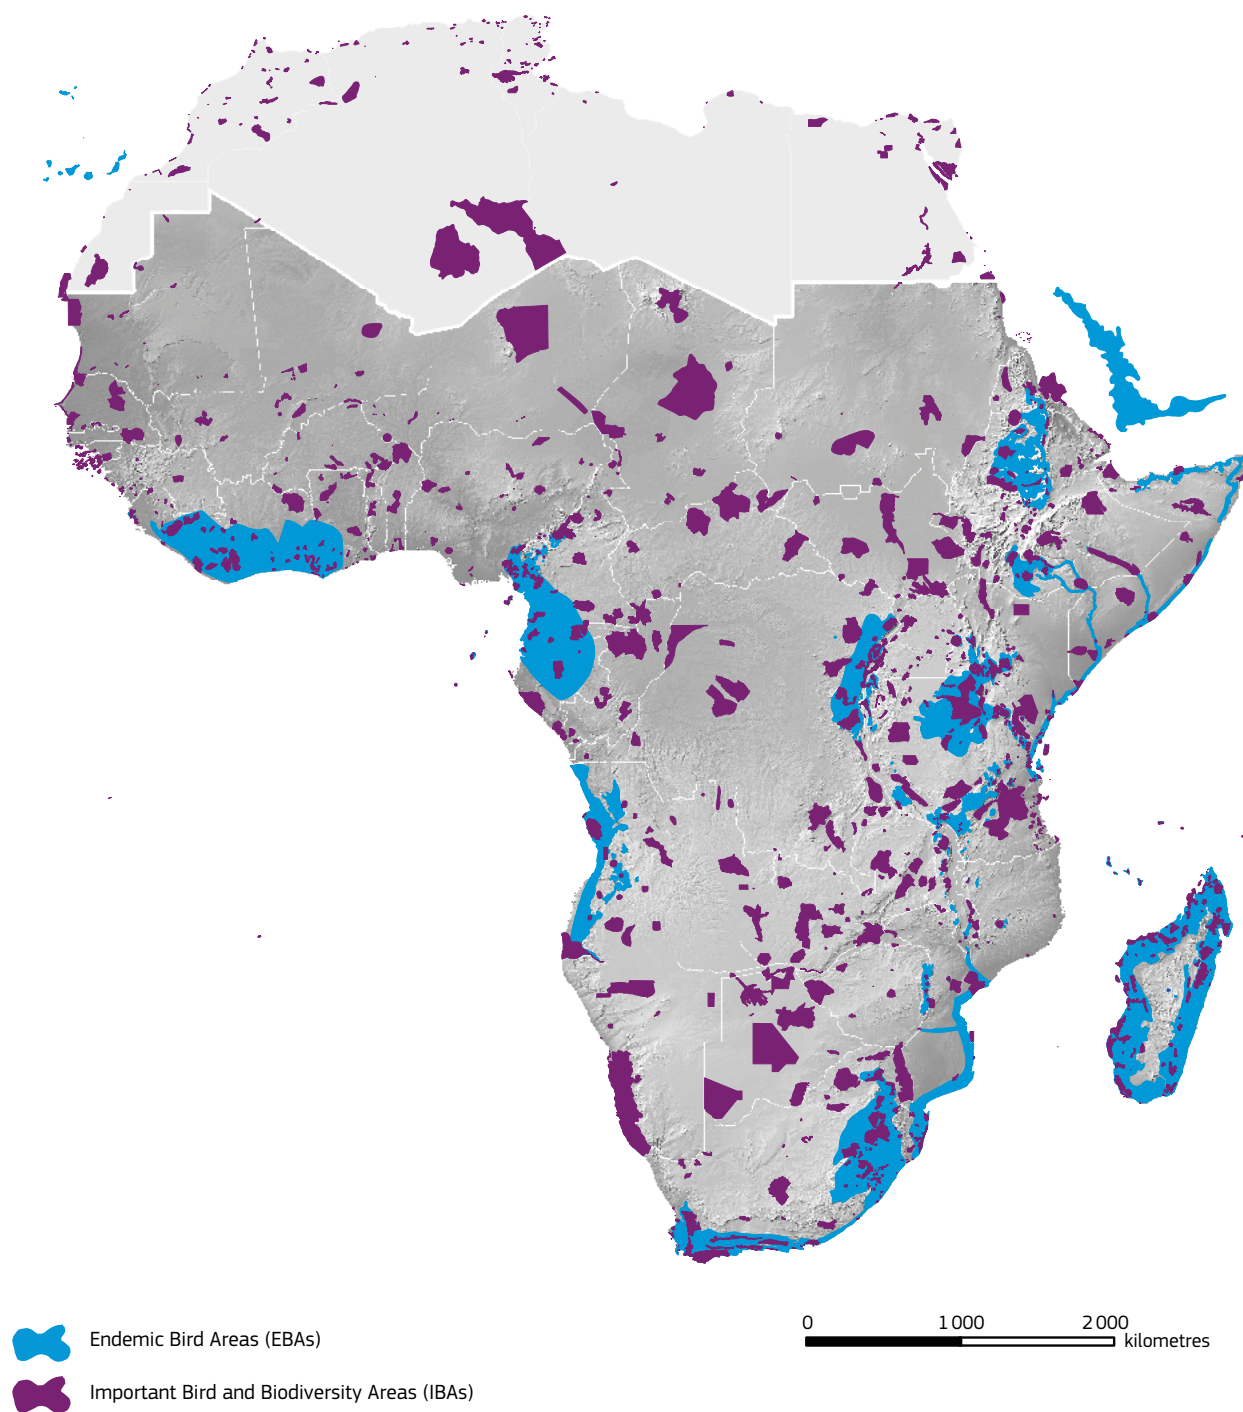 Endemic Bird Areas (EBAs)
Important Bird and Biodiversity Areas (IBAs)
0 1 000 2 000
kilometres